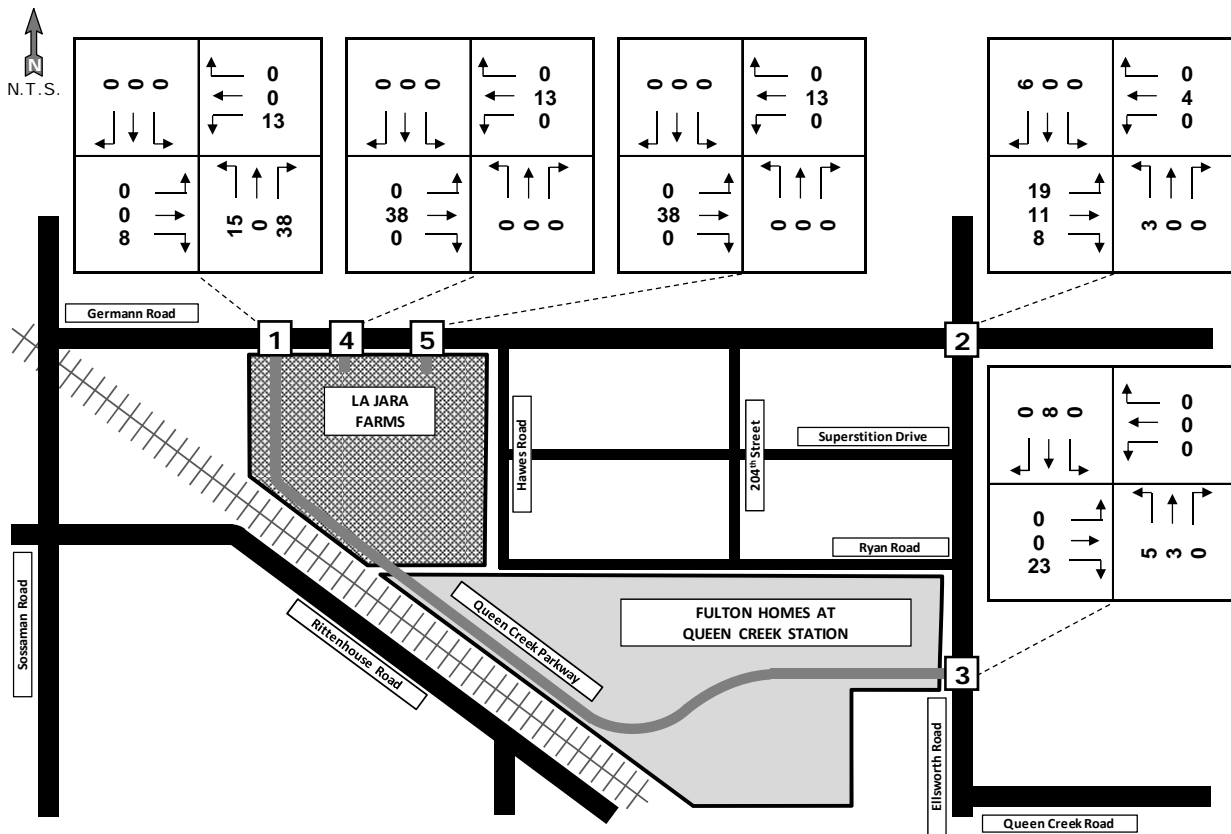 N
N.T.S.
0 0 0
0
0
13
0
0
8
15 0 38
0 0 0
0
13
0
0
38
0
0 0 0
0 0 0
0
13
0
0
38
0
0 0 0
6 0 0
0
4
0
19
11
8
3 0 0
Germann Road
1
4
5
2
LA JARA
FARMS
Hawes Road
204th Street
Superstition Drive
Ryan Road
0 8 0
0
0
0
0
0
23
5 3 0
Sossaman Road
Rittenhouse Road
Queen Creek Parkway
FULTON HOMES AT
QUEEN CREEK STATION
3
Ellsworth Road
Queen Creek Road